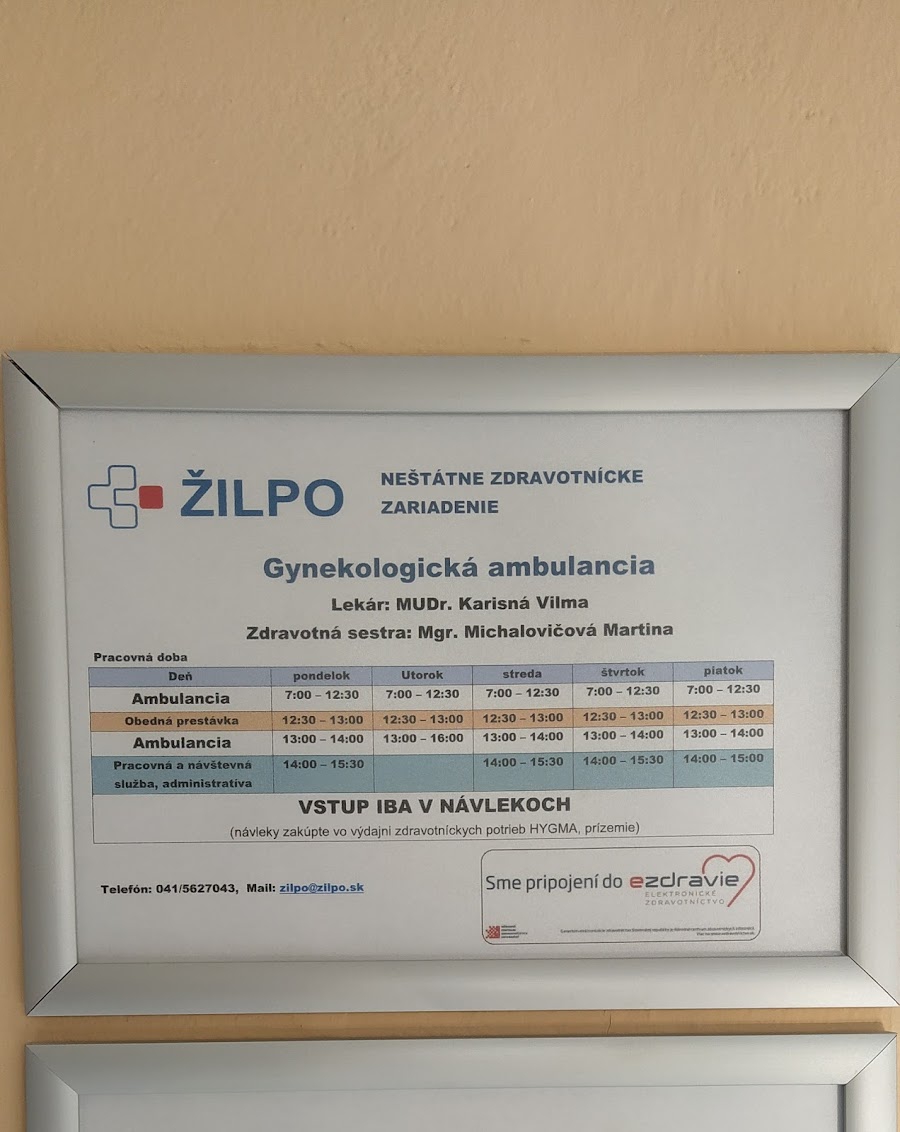 ŽILPO
NEŠTÁTNE ZDRAVOTNÍCKE
ZARIADENIE
Gynekologická ambulancia
Lekár: MUDr. Karisná Vilma
Zdravotná sestra: Mgr. Michalovičová Martina
Pracovná doba
Deň pondelok Utorok streda štvrtok piatok
Ambulancia 7:00 – 12:30 7:00 – 12:30 7:00 – 12:30 7:00 – 12:30 7:00 – 12:30
Obedná prestávka 12:30 – 13:00 12:30 – 13:00 12:30 – 13:00 12:30 – 13:00 12:30 – 13:00
Ambulancia 13:00 – 14:00 13:00 – 16:00 13:00 – 14:00 13:00 – 14:00 13:00 – 14:00
Pracovná a návštevná 14:00 – 15:30 14:00 – 15:30 14:00 – 15:30 14:00 – 15:00
služba, administratíva
VSTUP IBA V NÁVLEKOCH
(návleky zakúpte vo výdajni zdravotníckych potrieb HYGMA, prízemie)
Telefón: 041/5627043, Mail: zilpo@zilpo.sk
Sme pripojení do ezdravie
ELEKTRONICKÉ
ZDRAVOTNÍCTVO